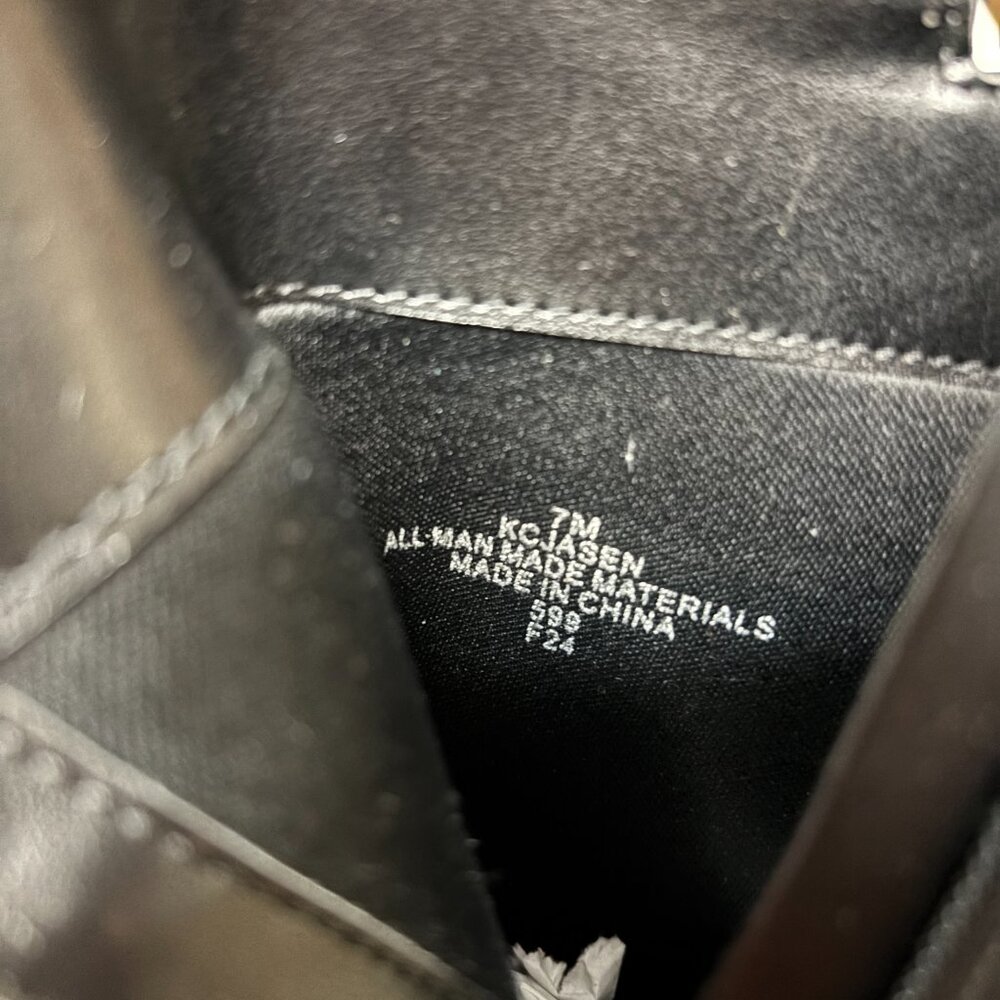 7M
KCJASEN
ALL MAN MADE MATERIALS
MADE IN CHINA
599
F24